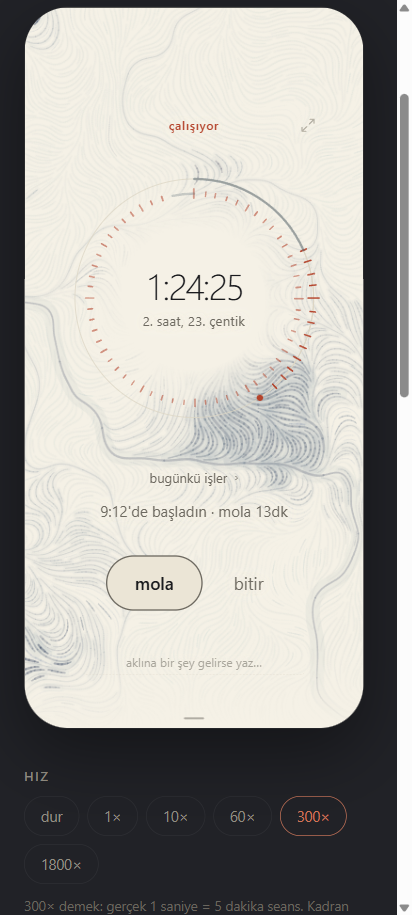 çalışıyor
1:24:25
2. saat, 23. çentik
bugünkü işler ›
9:12'de başladın · mola 13dk
mola
bitir
aklına bir şey gelirse yaz...
HIZ
dur
1×
10×
60×
300×
1800×
300× demek: gerçek 1 saniye = 5 dakika seans. Kadran